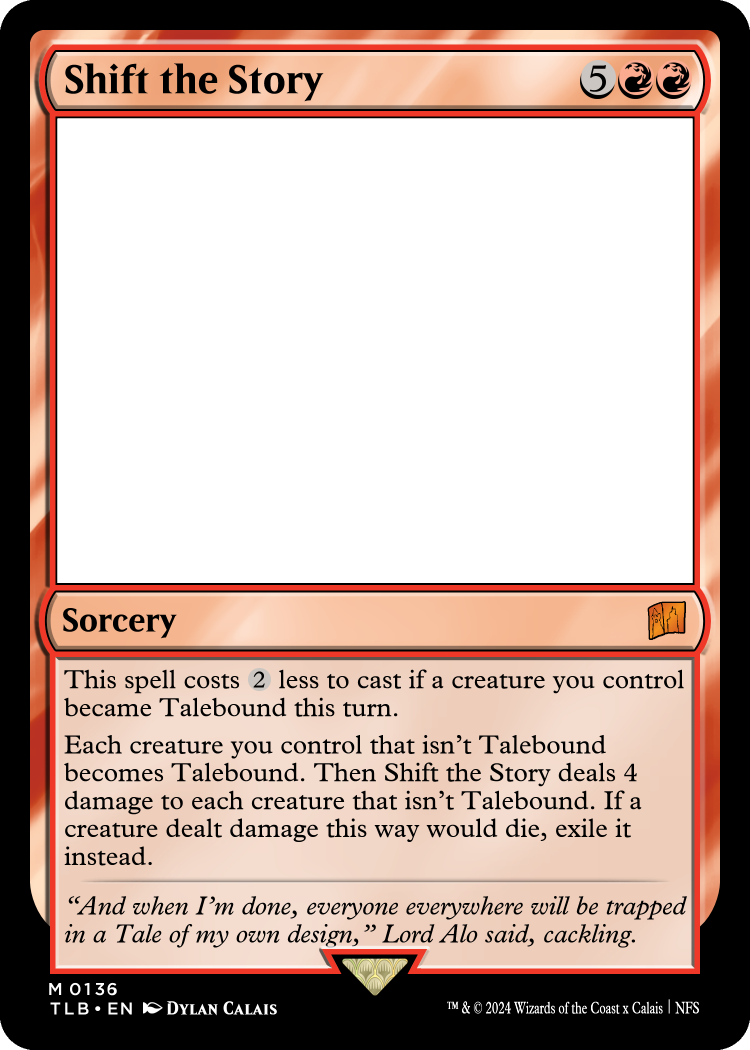 Shift the Story 5
Sorcery
This spell costs 2 less to cast if a creature you control
became Talebound this turn.
Each creature you control that isn't Talebound
becomes Talebound. Then Shift the Story deals 4
damage to each creature that isn't Talebound. If a
creature dealt damage this way would die, exile it
instead.
“And when I'm done, everyone everywhere will be trapped
in a Tale of my own design,” Lord Alo said, cackling.
M 0136
TLB • EN DYLAN CALAIS
™ & © 2024 Wizards of the Coast x Calais | NFS